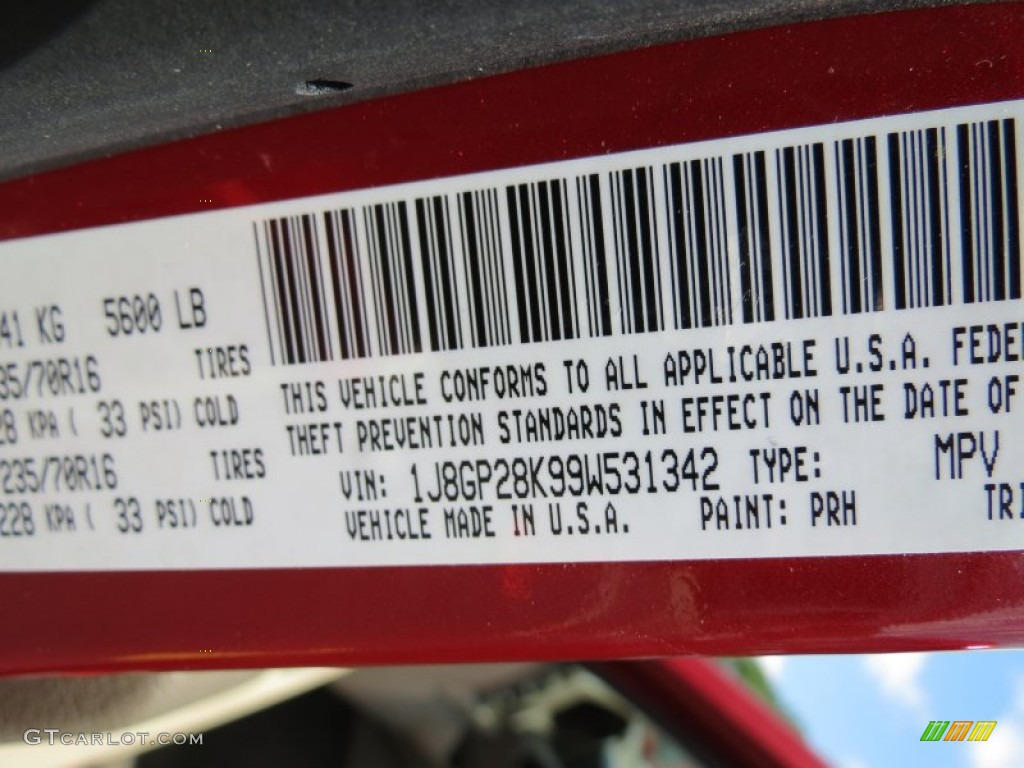 41 KG 5600 LB
35/70R16 TIRES
28 KPA ( 33 PSI) COLD
235/70R16 TIRES
228 KPA ( 33 PSI) COLD
THIS VEHICLE CONFORMS TO ALL APPLICABLE U.S.A. FEDE
THEFT PREVENTION STANDARDS IN EFFECT ON THE DATE OF
VIN: 1J8GP28K99W531342 TYPE: MPV
VEHICLE MADE IN U.S.A. PAINT: PRH TRI
GTCARLOT.COM